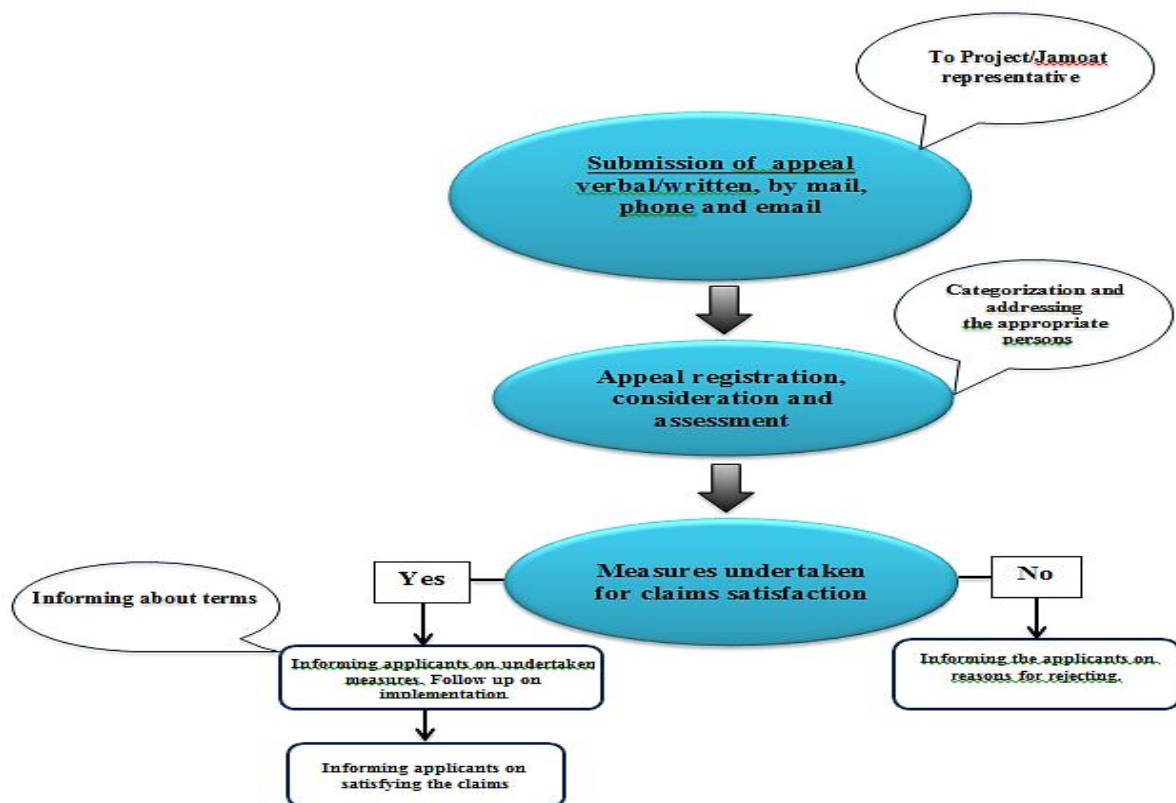 To Project/Jamoat
representative
Submission of appeal
verbal/written, by mail,
phone and email
Categorization and
addressing
the appropriate
persons
Appeal registration,
consideration and
assessment
Measures undertaken
for claims satisfaction
Yes
No
Informing about terms
Informing applicants on undertaken
measures. Follow up on
implementation
Informing the applicants on
reasons for rejecting.
Informing applicants on
satisfying the claims